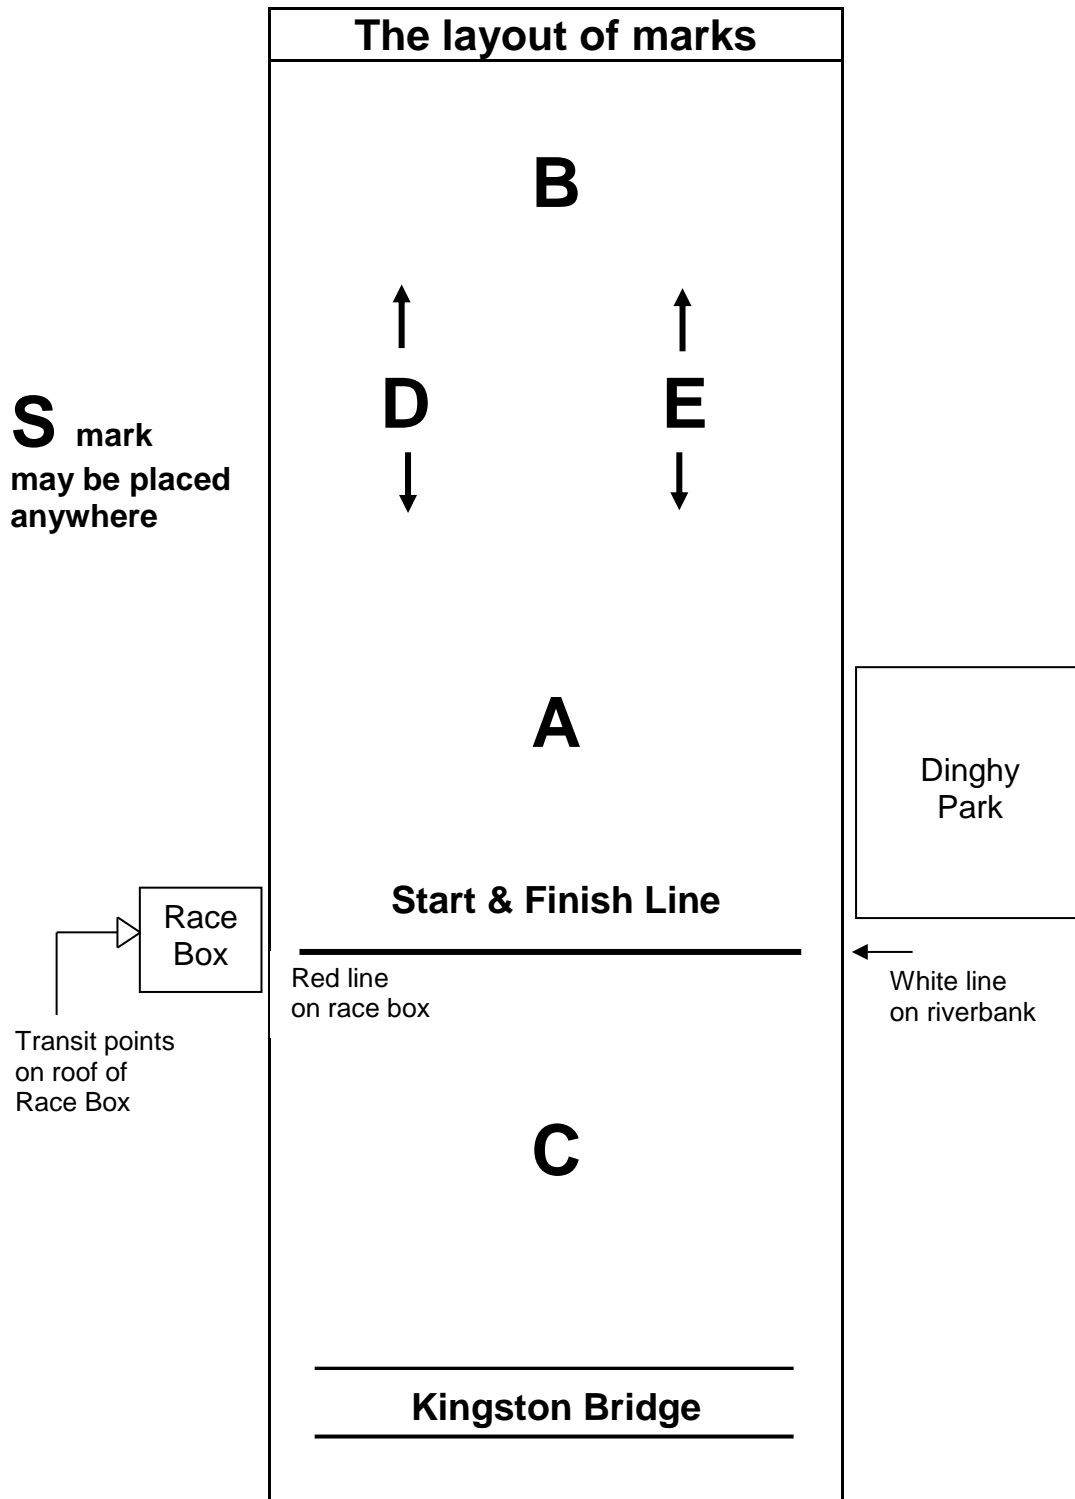 The layout of marks
B
D
E
S mark
may be placed
anywhere
A
Dinghy
Park
Start & Finish Line
Race
Box
Red line
on race box
White line
on riverbank
Transit points
on roof of
Race Box
C
Kingston Bridge